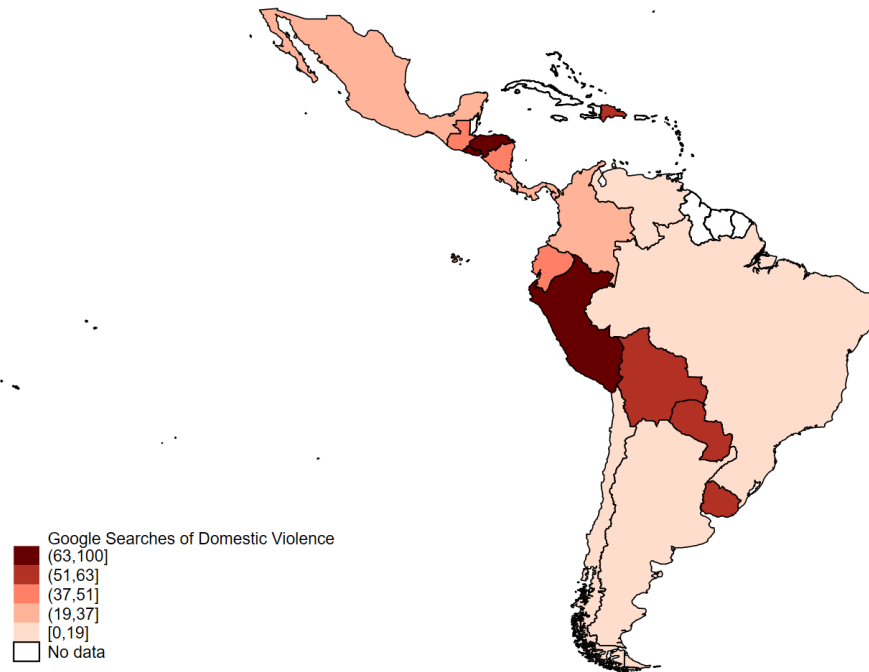 Google Searches of Domestic Violence
(63,100]
(51,63]
(37,51]
(19,37]
[0,19]
No data